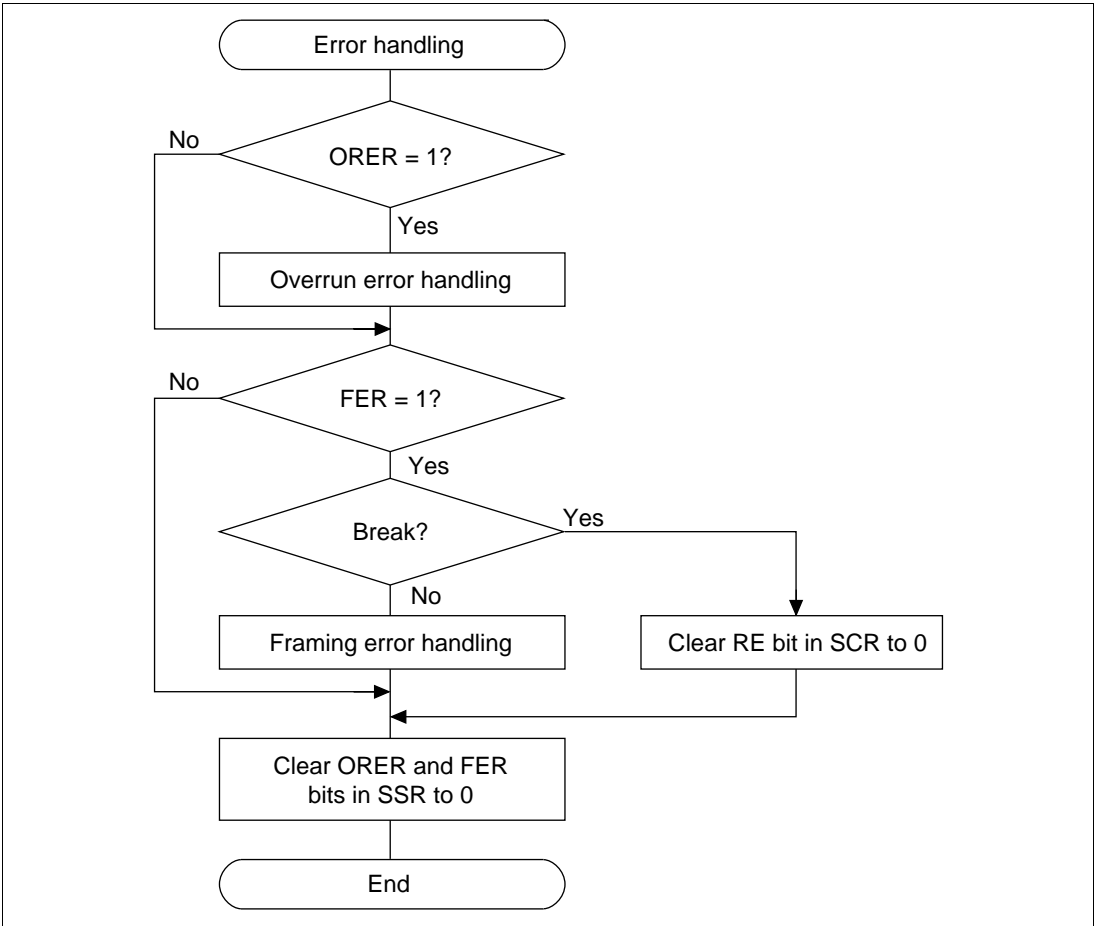 Error handling
No
ORER = 1?
Yes
Overrun error handling
No
FER = 1?
Yes
Break?
Yes
No
Framing error handling
Clear RE bit in SCR to 0
Clear ORER and FER
bits in SSR to 0
End